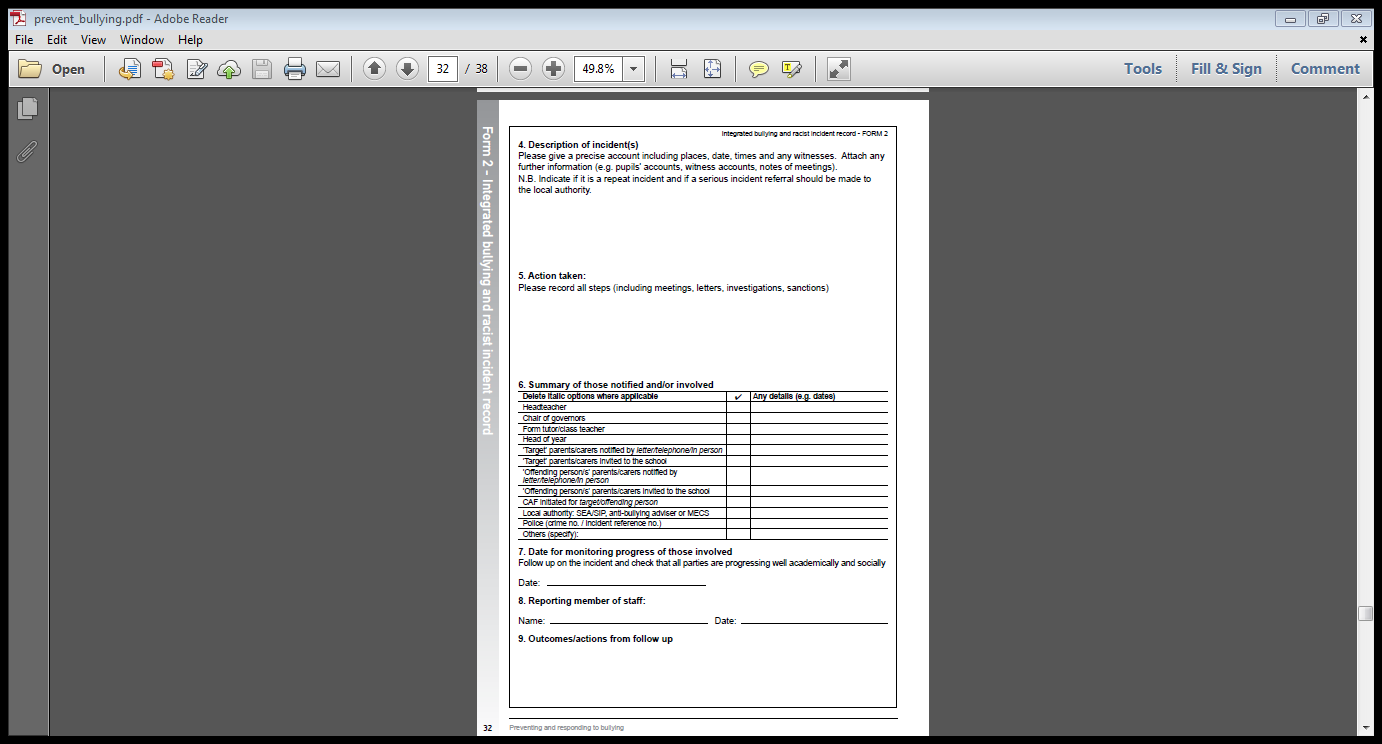 prevent_bullying.pdf - Adobe Reader
File Edit View Window Help
Open 32 / 38 49.8% Tools Fill & Sign Comment
Form 2 - Integrated bullying and racist incident record
Integrated bullying and racist incident record - FORM 2
4. Description of incident(s)
Please give a precise account including places, date, times and any witnesses. Attach any
further information (e.g. pupils' accounts, witness accounts, notes of meetings).
N.B. Indicate if it is a repeat incident and if a serious incident referral should be made to
the local authority.
5. Action taken:
Please record all steps (including meetings, letters, investigations, sanctions)
6. Summary of those notified and/or involved
Delete italic options where applicable ✓ Any details (e.g. dates)
Headteacher
Chair of governors
Form tutor/class teacher
Head of year
'Target' parents/carers notified by letter/telephone/in person
'Target' parents/carers invited to the school
'Offending person/s' parents/carers notified by
letter/telephone/in person
'Offending person/s' parents/carers invited to the school
CAF initiated for target/offending person
Local authority: SEA/SIP, anti-bullying adviser or MECS
Police (crime no. / incident reference no.)
Others (specify):
7. Date for monitoring progress of those involved
Follow up on the incident and check that all parties are progressing well academically and socially
Date:
8. Reporting member of staff:
Name: Date:
9. Outcomes/actions from follow up
32 Preventing and responding to bullying